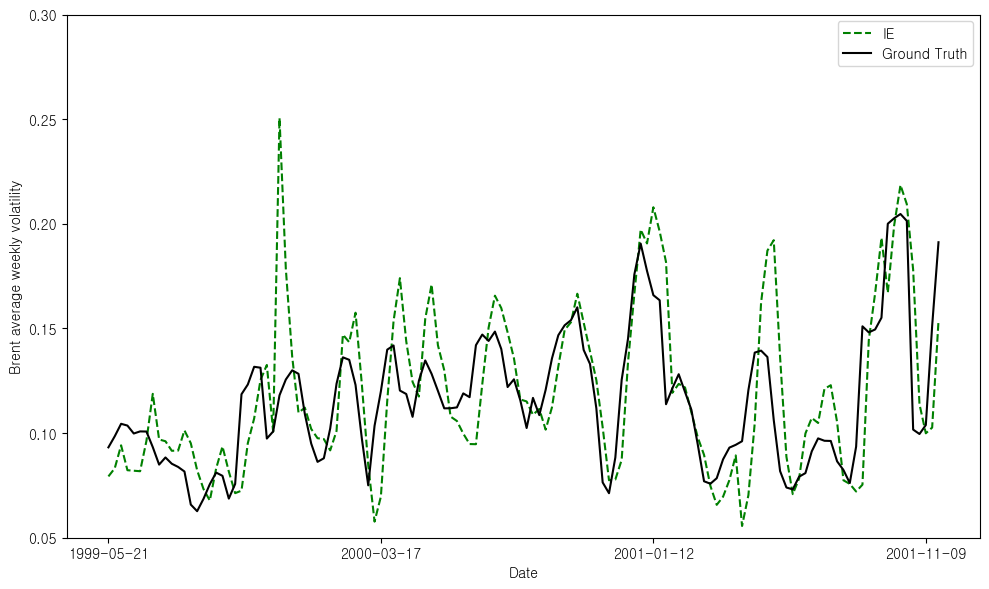 0.30
0.25
0.20
0.15
0.10
0.05
Brent average weekly volatility
IE
Ground Truth
1999-05-21
2000-03-17
2001-01-12
2001-11-09
Date